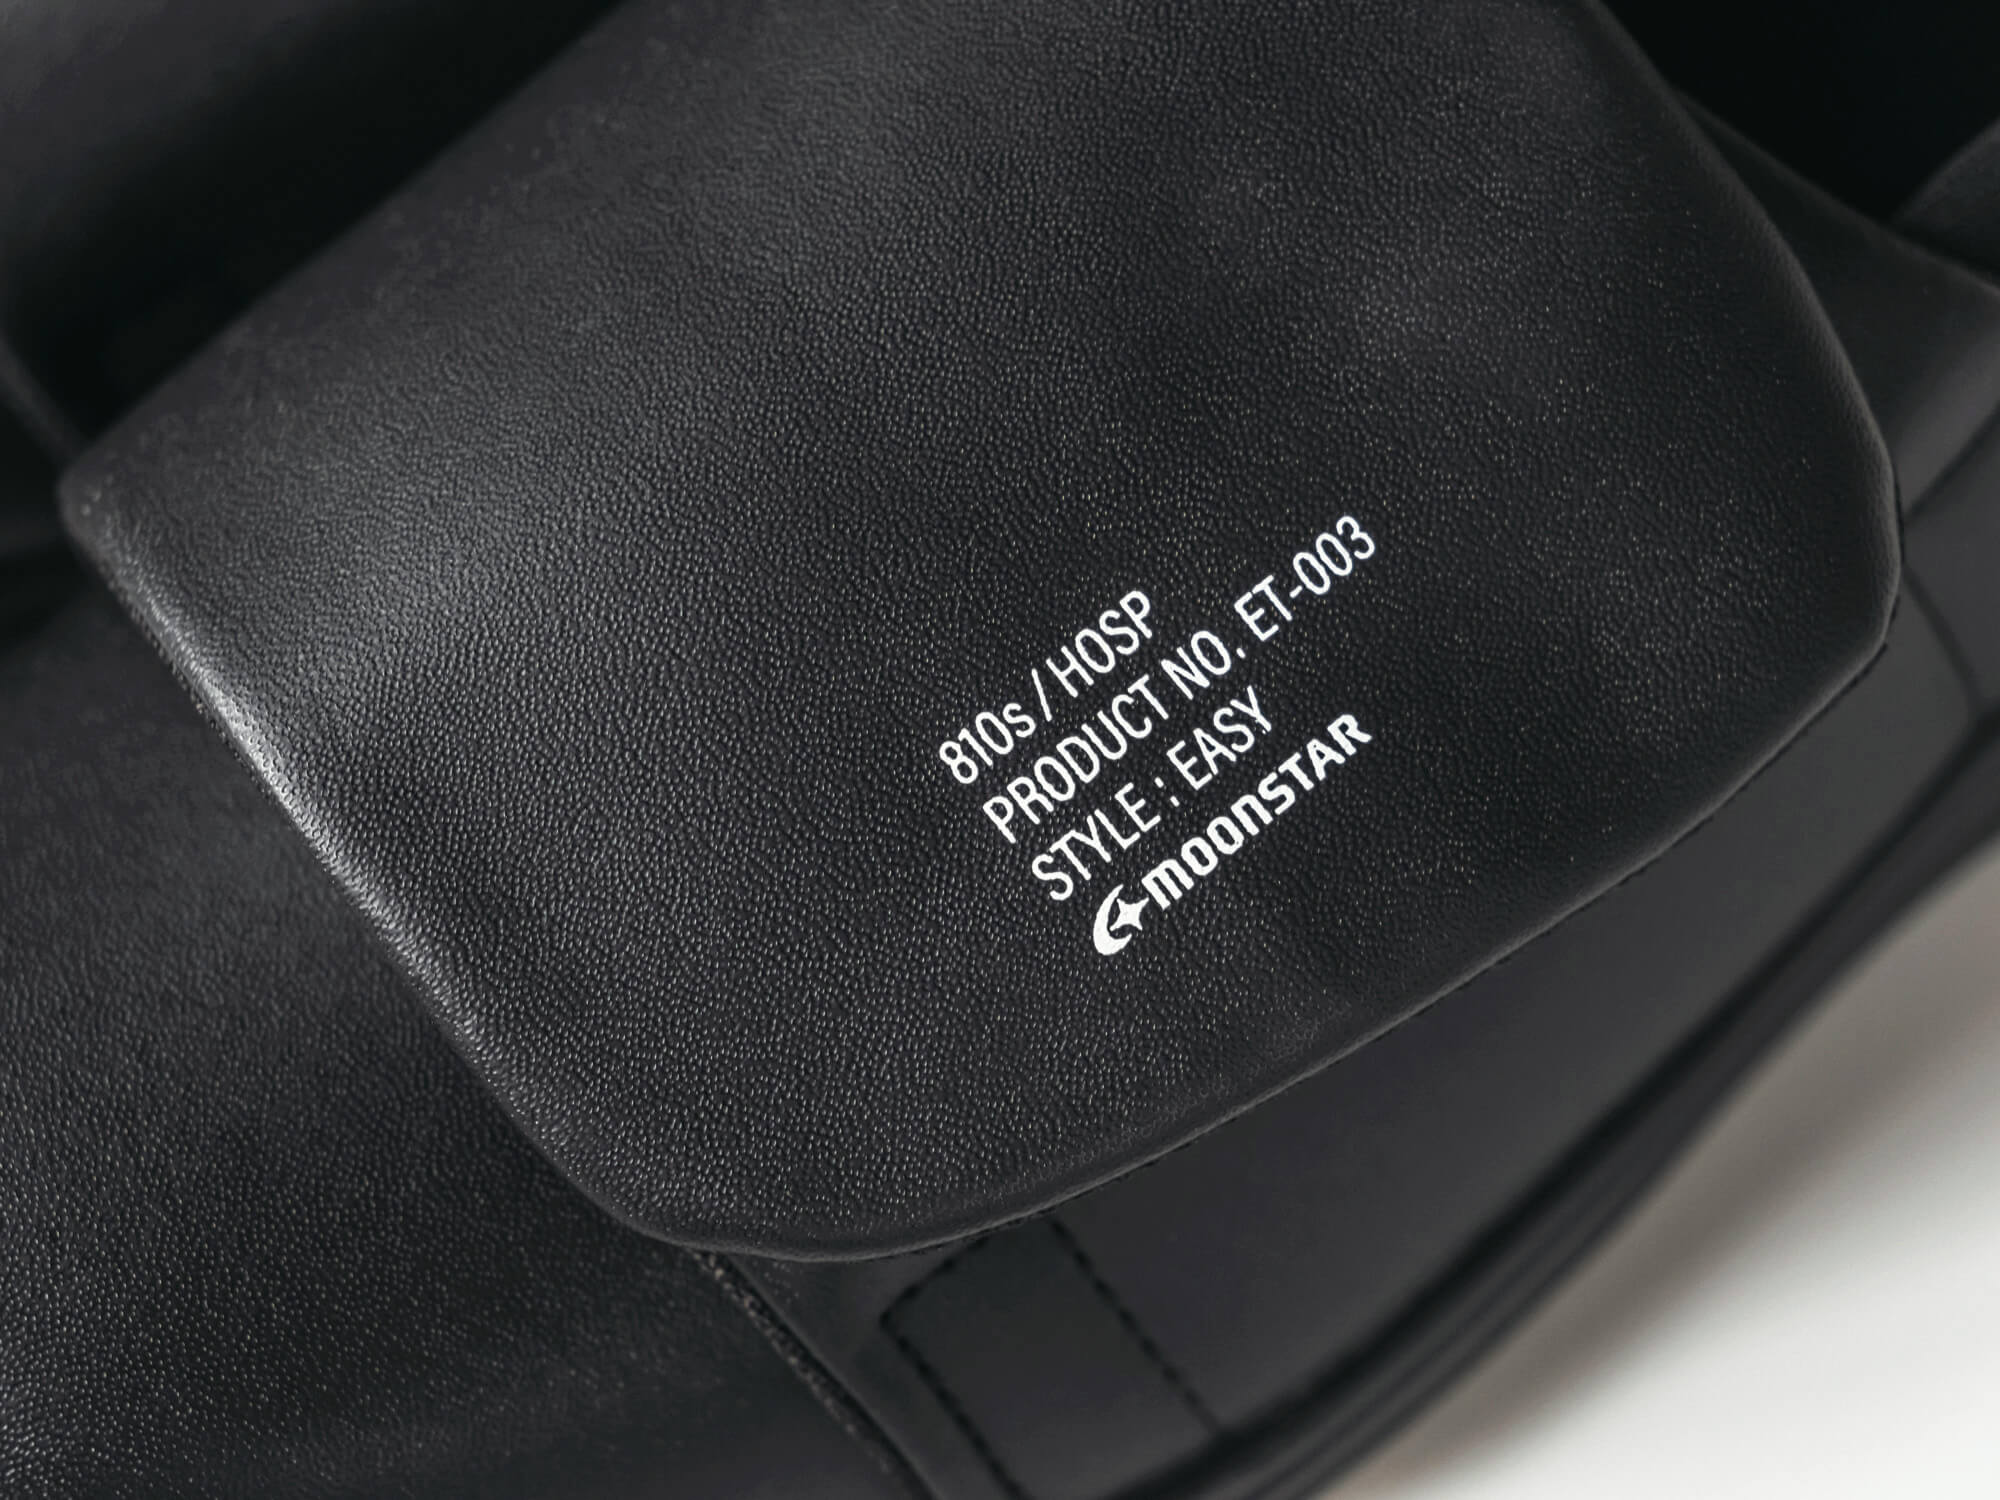 810s / HOSP
PRODUCT NO. ET-003
STYLE : EASY
MOONSTAR